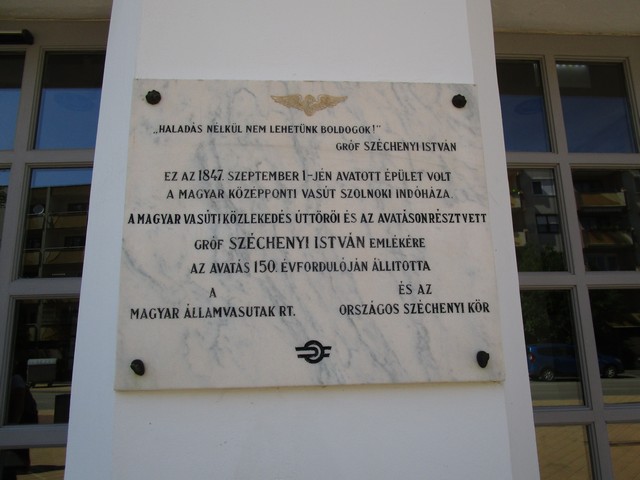 „HALADÁS NÉLKÜL NEM LEHETÜNK BOLDOGOK!"
GRÓF SZÉCHENYI ISTVÁN
EZ AZ 1847. SZEPTEMBER 1-JÉN AVATOTT ÉPÜLET VOLT
A MAGYAR KÖZÉPPONTI VASÚT SZOLNOKI INDÓHÁZA.
A MAGYAR VASÚTI KÖZLEKEDÉS ÚTTÖRŐI ÉS AZ AVATÁSON RÉSZTVETT
GRÓF SZÉCHENYI ISTVÁN EMLÉKÉRE
AZ AVATÁS 150. ÉVFORDULÓJÁN ÁLLITOTTA
A
MAGYAR ÁLLAMVASUTAK RT.
ÉS AZ
ORSZÁGOS SZÉCHENYI KÖR